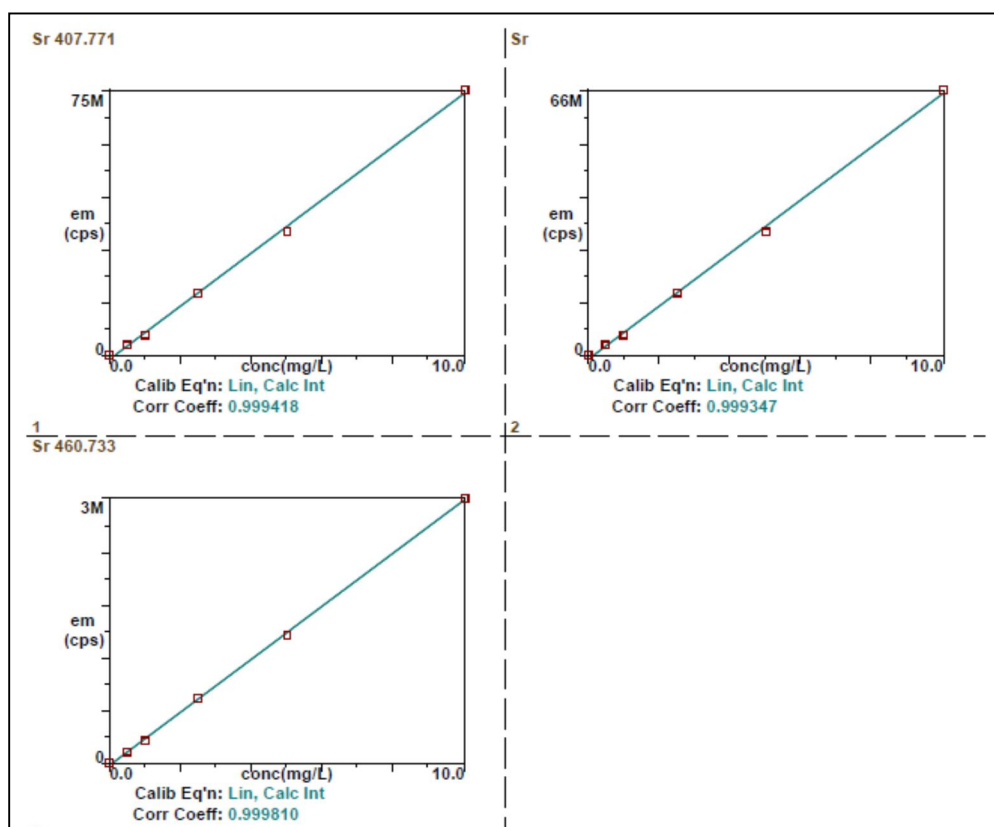 Sr 407.771
75M
em
(cps)
0
0.0
conc(mg/L)
10.0
Calib Eq'n: Lin, Calc Int
Corr Coeff: 0.999418
1
Sr
66M
em
(cps)
0
0.0
conc(mg/L)
10.0
Calib Eq'n: Lin, Calc Int
Corr Coeff: 0.999347
2
Sr 460.733
3M
em
(cps)
0
0.0
conc(mg/L)
10.0
Calib Eq'n: Lin, Calc Int
Corr Coeff: 0.999810